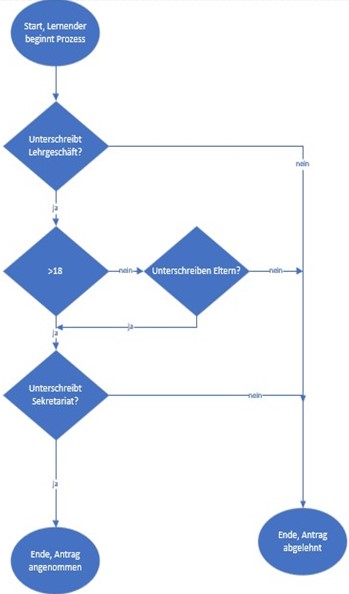 Start, Lernender
beginnt Prozess
Unterschreibt
Lehrgeschäft?
nein
ja
>18
nein
Unterschreiben Eltern?
nein
ja
ja
Unterschreibt
Sekretariat?
nein
ja
Ende, Antrag
angenommen
Ende, Antrag
abgelehnt